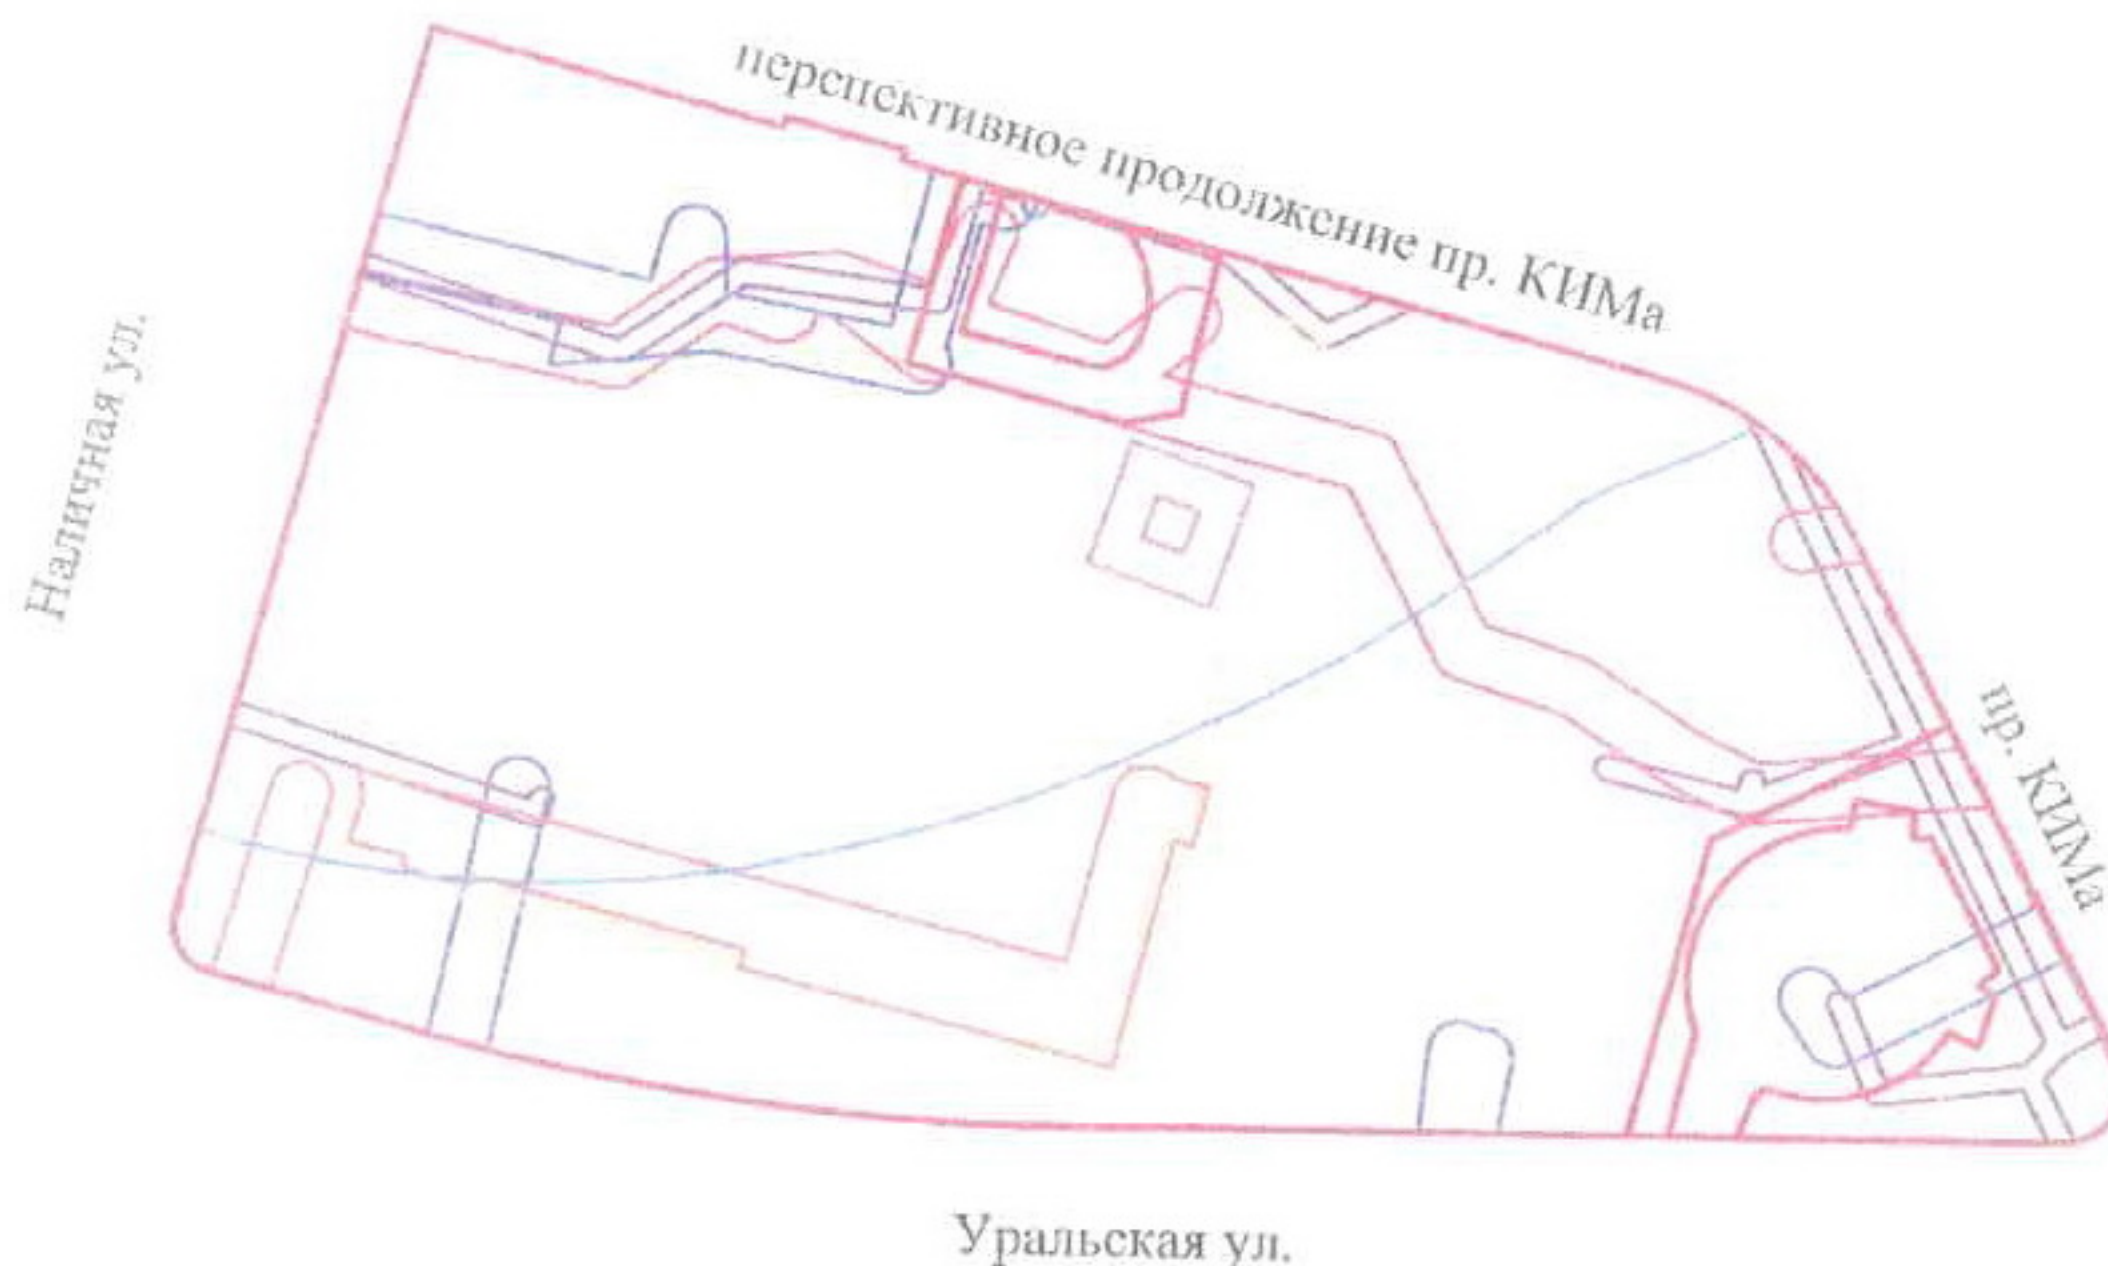 перспективное продолжение пр. КИМа
Наличная ул.
пр. КИМа
Уральская ул.